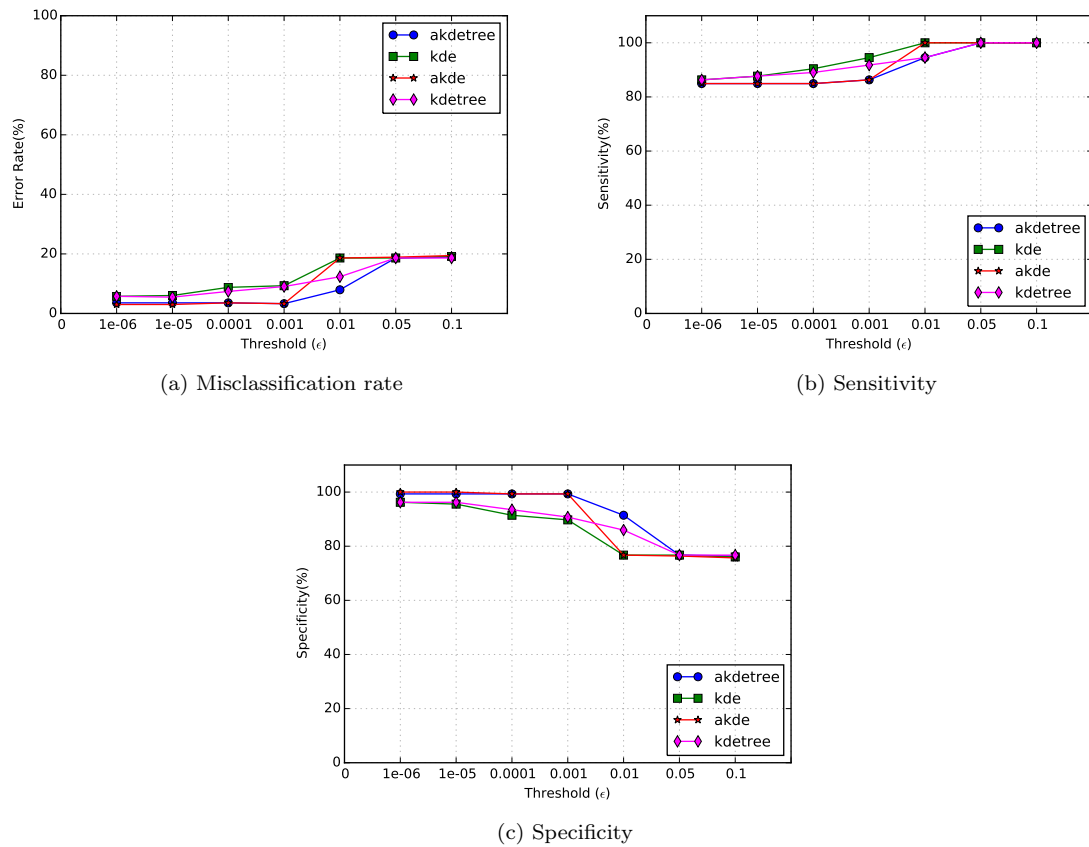 100
80
60
40
20
0
Error Rate(%)
akdetree
kde
akde
kdetree
0 1e-06 1e-05 0.0001 0.001 0.01 0.05 0.1
Threshold (ϵ)
(a) Misclassification rate
100
80
60
40
20
0
Sensitivity(%)
akdetree
kde
akde
kdetree
0 1e-06 1e-05 0.0001 0.001 0.01 0.05 0.1
Threshold (ϵ)
(b) Sensitivity
100
80
60
40
20
0
Specificity(%)
akdetree
kde
akde
kdetree
0 1e-06 1e-05 0.0001 0.001 0.01 0.05 0.1
Threshold (ϵ)
(c) Specificity